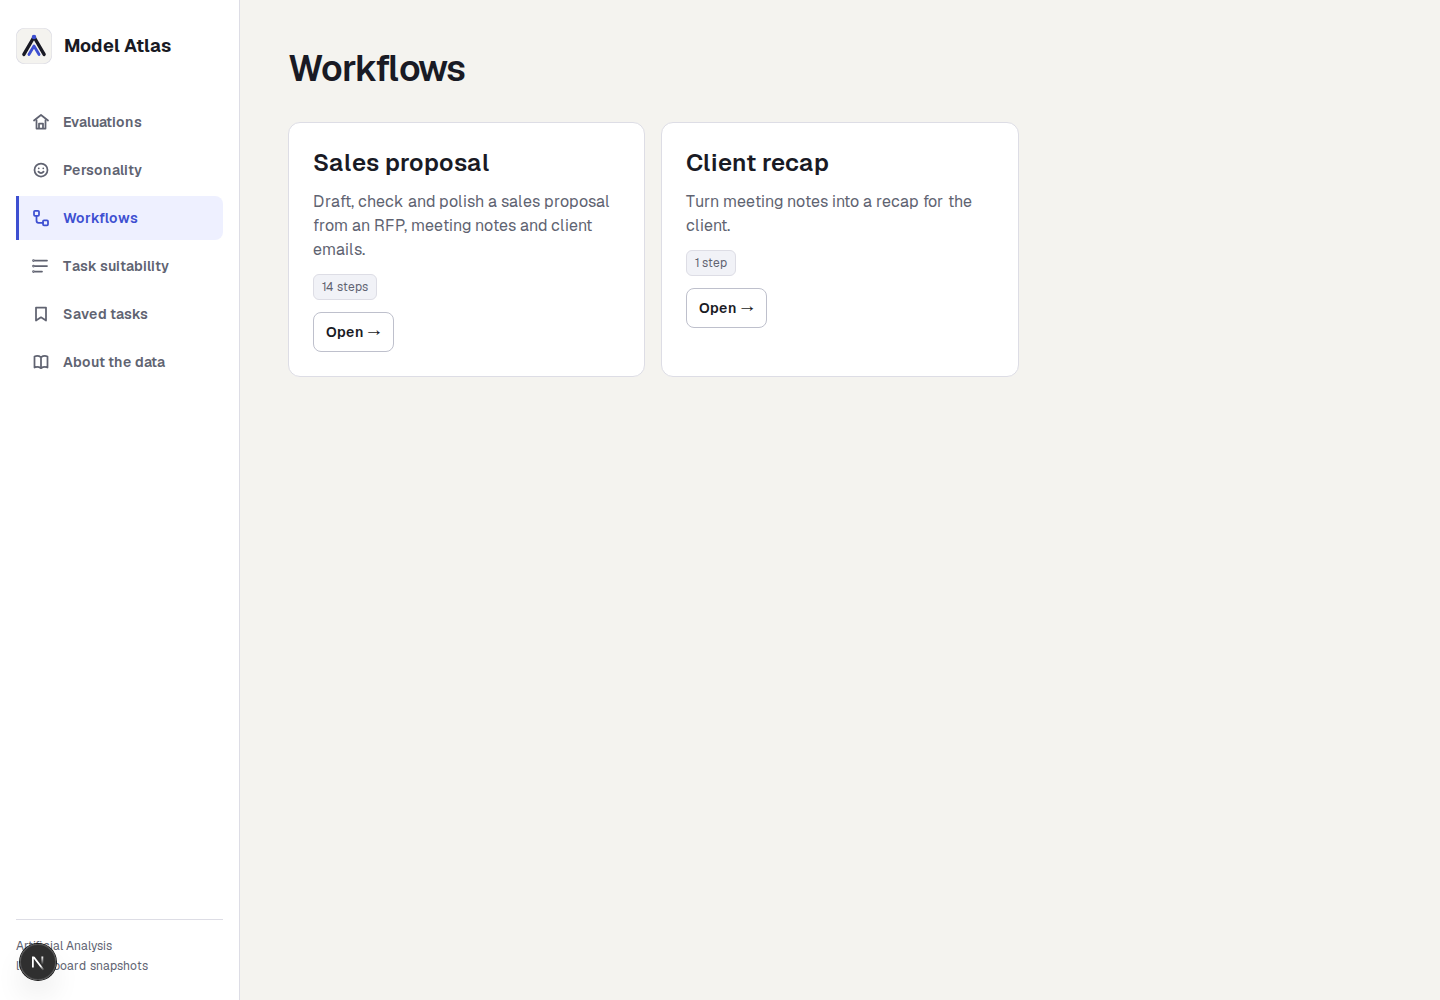 Model Atlas
Evaluations
Personality
Workflows
Task suitability
Saved tasks
About the data
Analysis
snapshots
Workflows
Sales proposal
Draft, check and polish a sales proposal
from an RFP, meeting notes and client
emails.
14 steps
Open →
Client recap
Turn meeting notes into a recap for the
client.
1 step
Open →
N